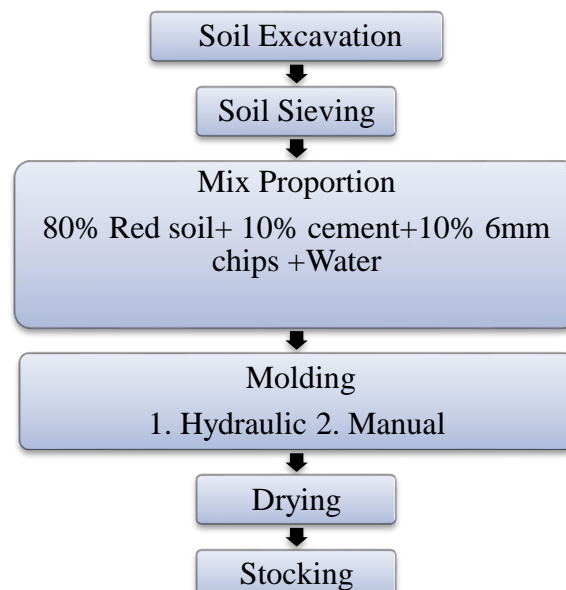 Soil Excavation
Soil Sieving
Mix Proportion
80% Red soil+ 10% cement+10% 6mm
chips +Water
Molding
1. Hydraulic 2. Manual
Drying
Stocking